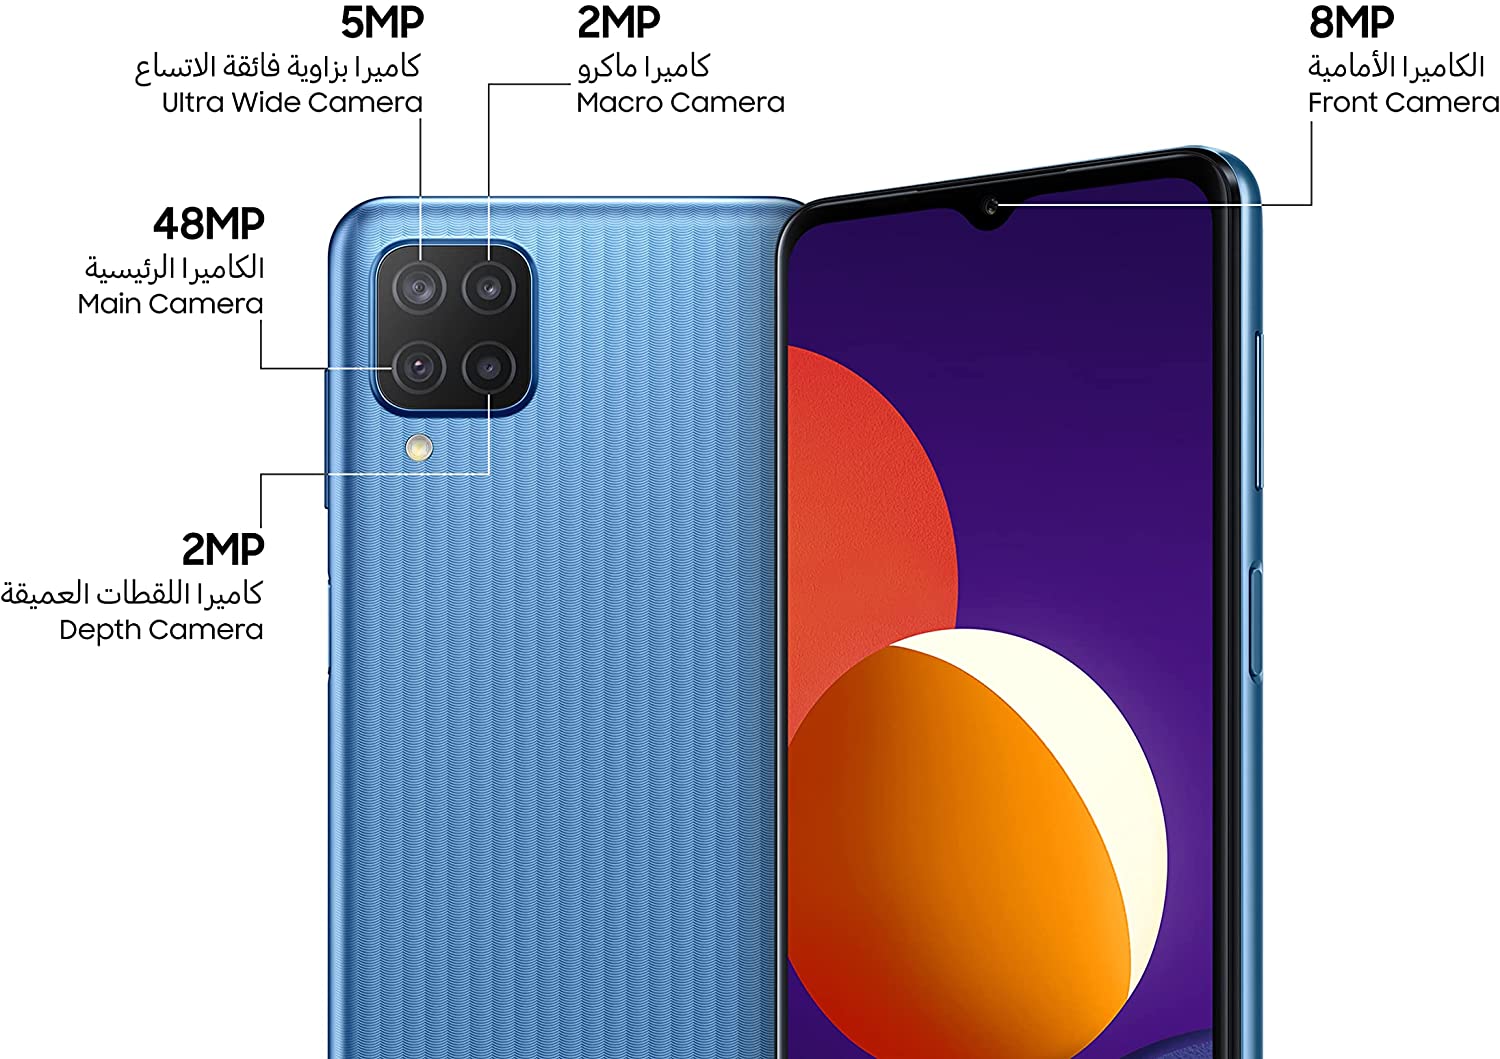 5MP
كاميرا بزاوية فائقة الاتساع
Ultra Wide Camera
2MP
كاميرا ماكرو
Macro Camera
8MP
الكاميرا الأمامية
Front Camera
48MP
الكاميرا الرئيسية
Main Camera
2MP
كاميرا اللقطات العميقة
Depth Camera